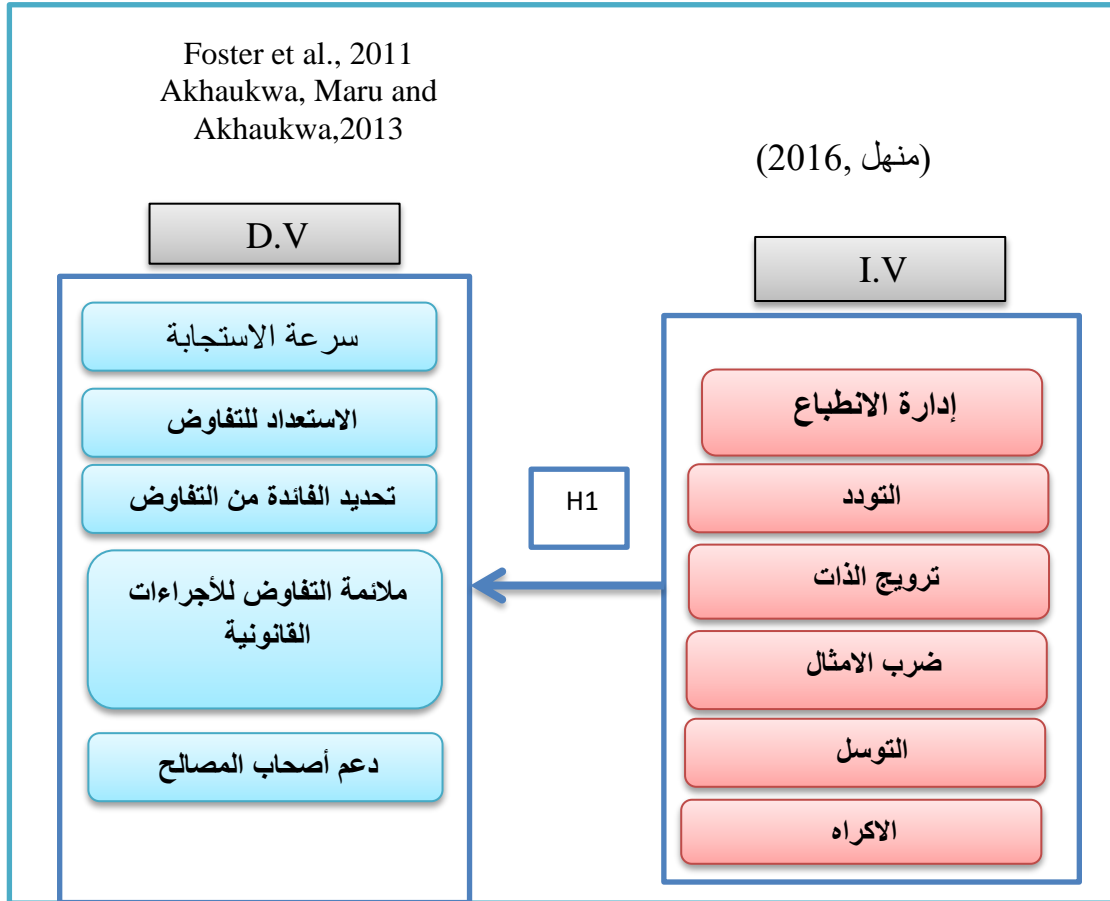 Foster et al., 2011
Akhaukwa, Maru and
Akhaukwa,2013
(منهل ,2016)
D.V
I.V
سرعة الاستجابة
الاستعداد للتفاوض
تحديد الفائدة من التفاوض
ملائمة التفاوض للأجراءات
القانونية
دعم أصحاب المصالح
H1
إدارة الانطباع
التودد
ترويج الذات
ضرب الامثال
التوسل
الاكراه